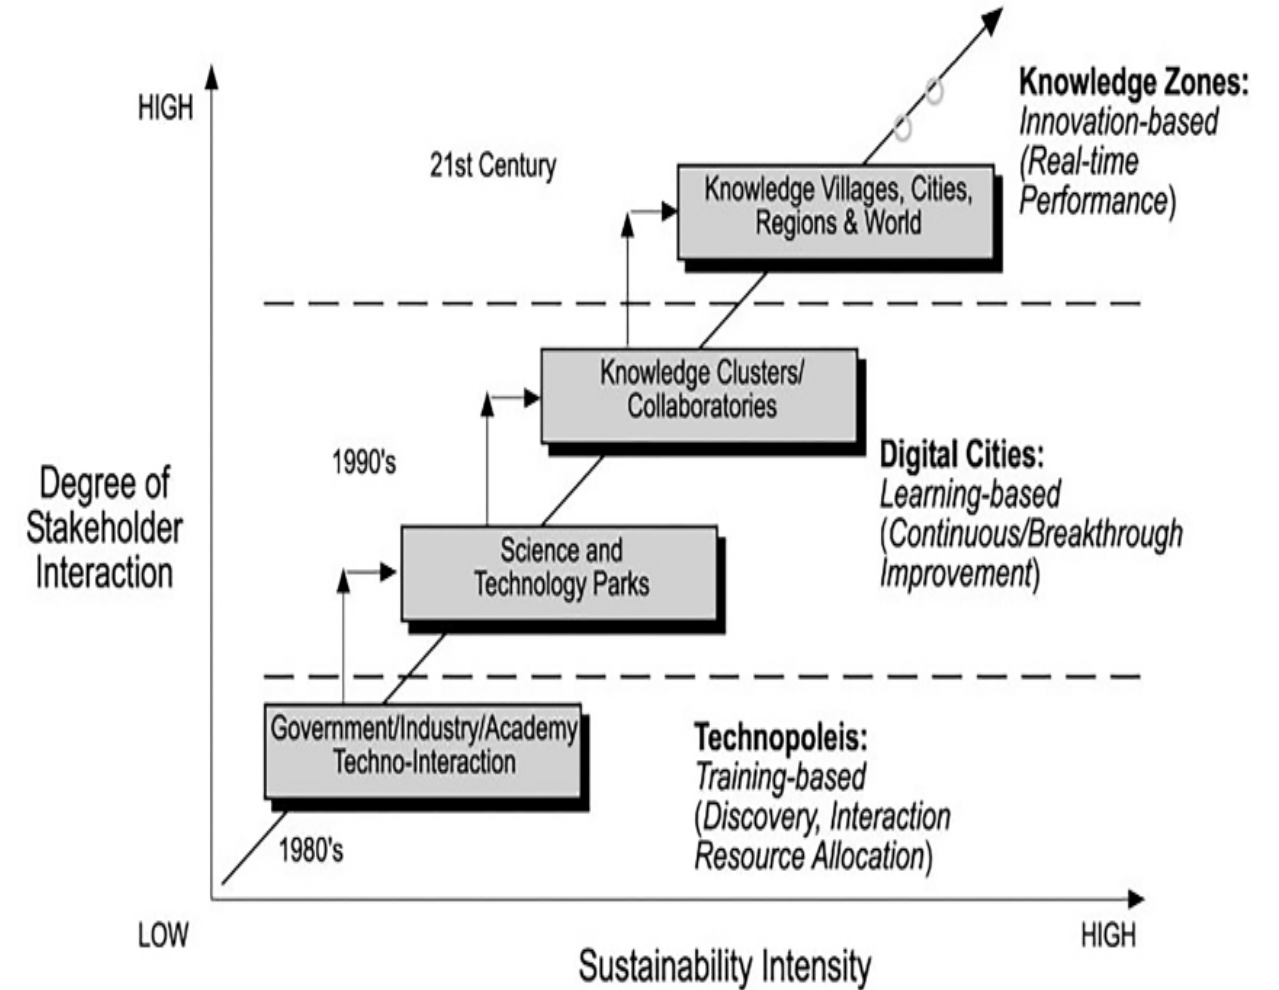 HIGH
Knowledge Zones:
Innovation-based
(Real-time
Performance)
21st Century
Knowledge Villages, Cities,
Regions & World
Knowledge Clusters/
Collaboratories
1990's
Digital Cities:
Learning-based
(Continuous/Breakthrough
Improvement)
Degree of
Stakeholder
Interaction
Science and
Technology Parks
Government/Industry/Academy
Techno-Interaction
Technopoleis:
Training-based
(Discovery, Interaction
Resource Allocation)
1980's
LOW
HIGH
Sustainability Intensity